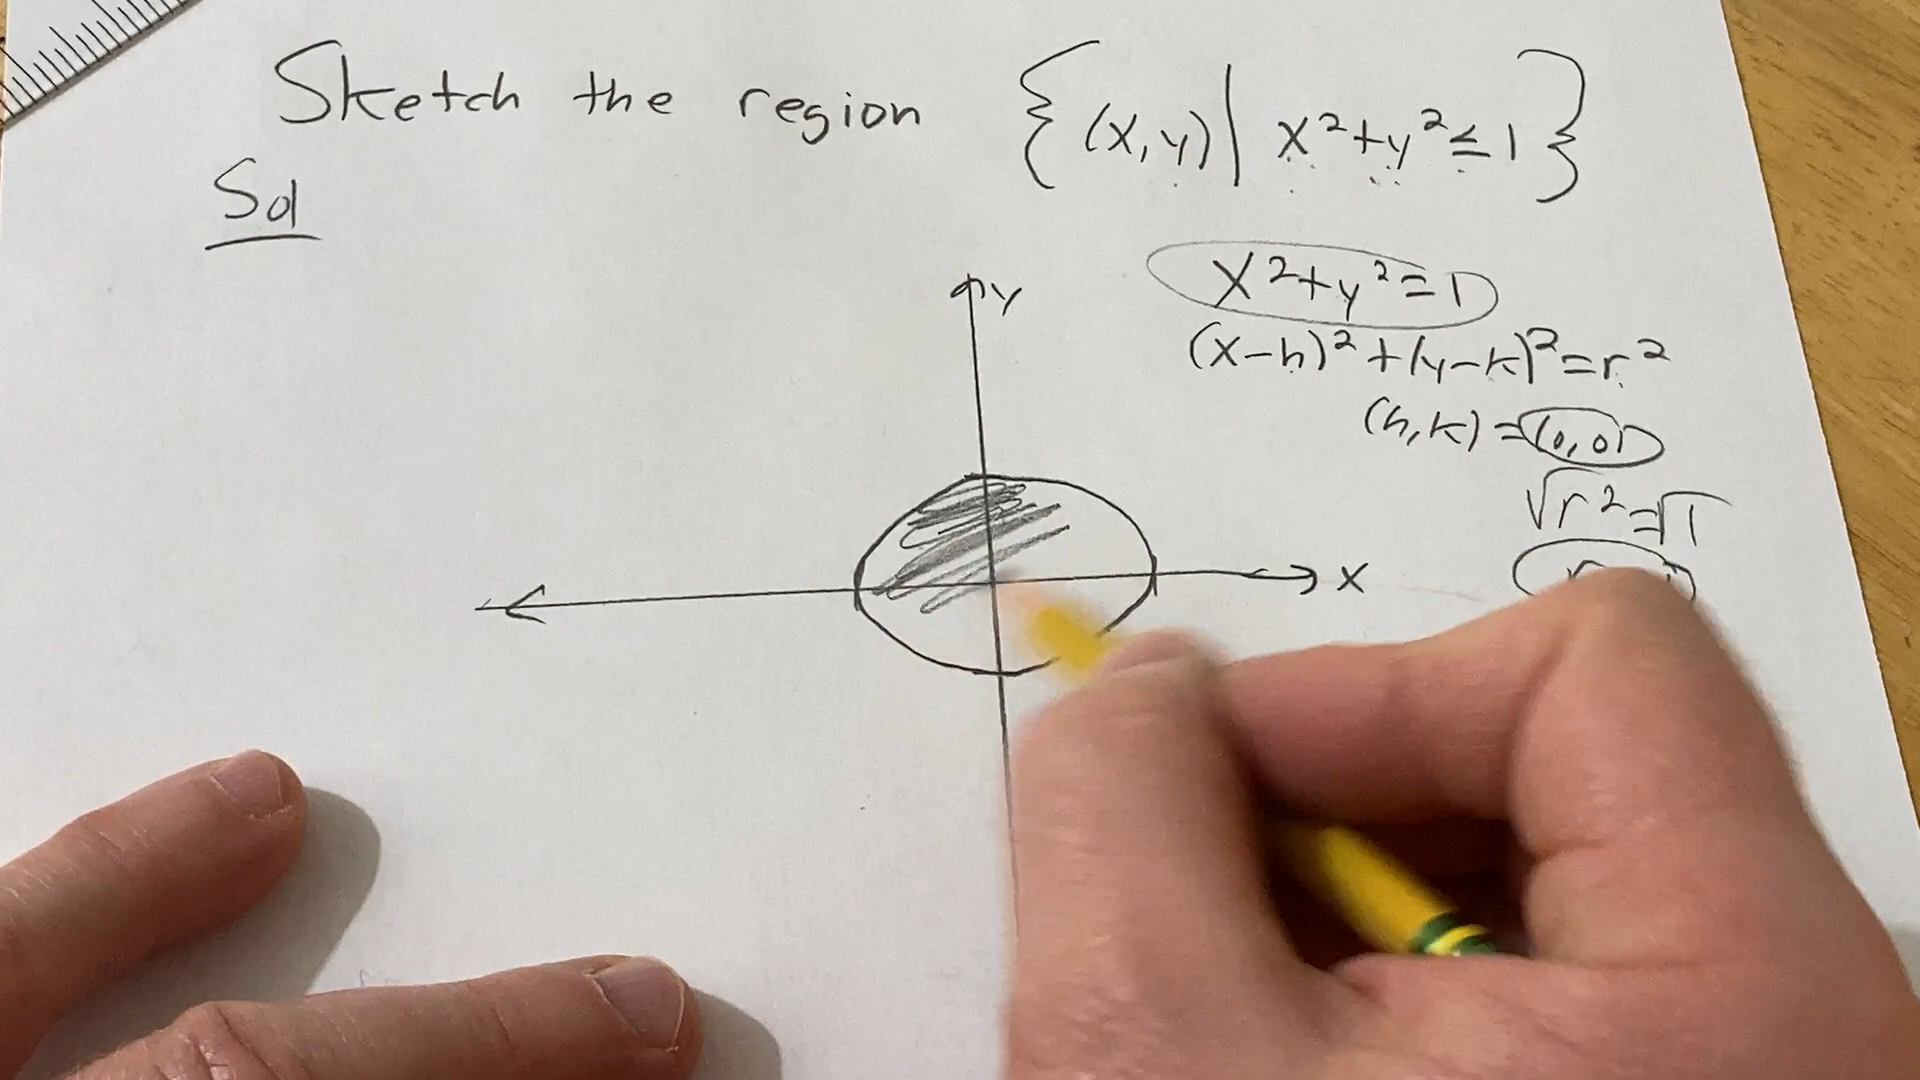 Sketch the region {(x,y) | x²+y²≤1}
Sol
x²+y²=1
(x-h)²+(y-k)²=r²
(h,k)=(0,0)
√r²=√1
y
x